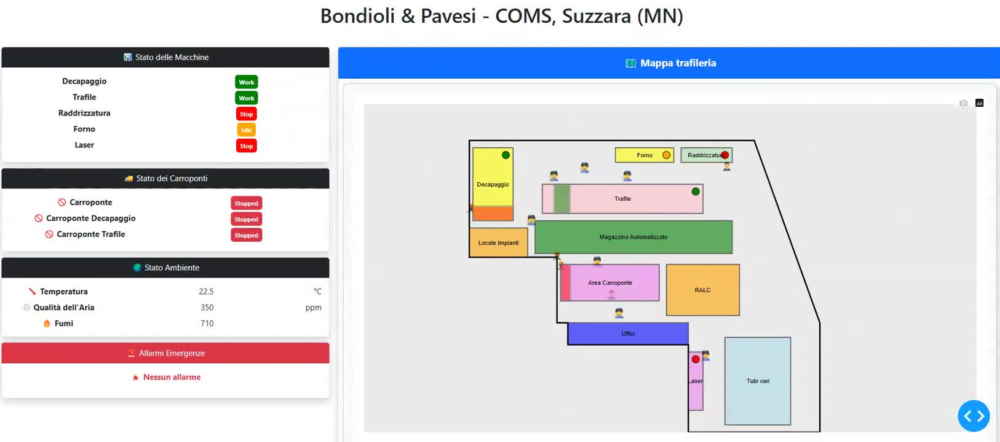 Bondioli & Pavesi - COMS, Suzzara (MN)
Stato delle Macchine
Decapaggio Work
Trafile Work
Raddrizzatura Stop
Forno Idle
Laser Stop
Stato dei Carroponti
Carroponte Stopped
Carroponte Decapaggio Stopped
Carroponte Trafile Stopped
Stato Ambiente
Temperatura 22.5 °C
Qualità dell'Aria 350 ppm
Fumi 710
Allarmi Emergenze
Nessun allarme
Mappa trafileria
Forno
Raddrizzatura
Decapaggio
Trafile
Magazzino Automatizzato
Locale Impianti
Area Carroponte
RALC
Uffici
Laser
Tubi vari